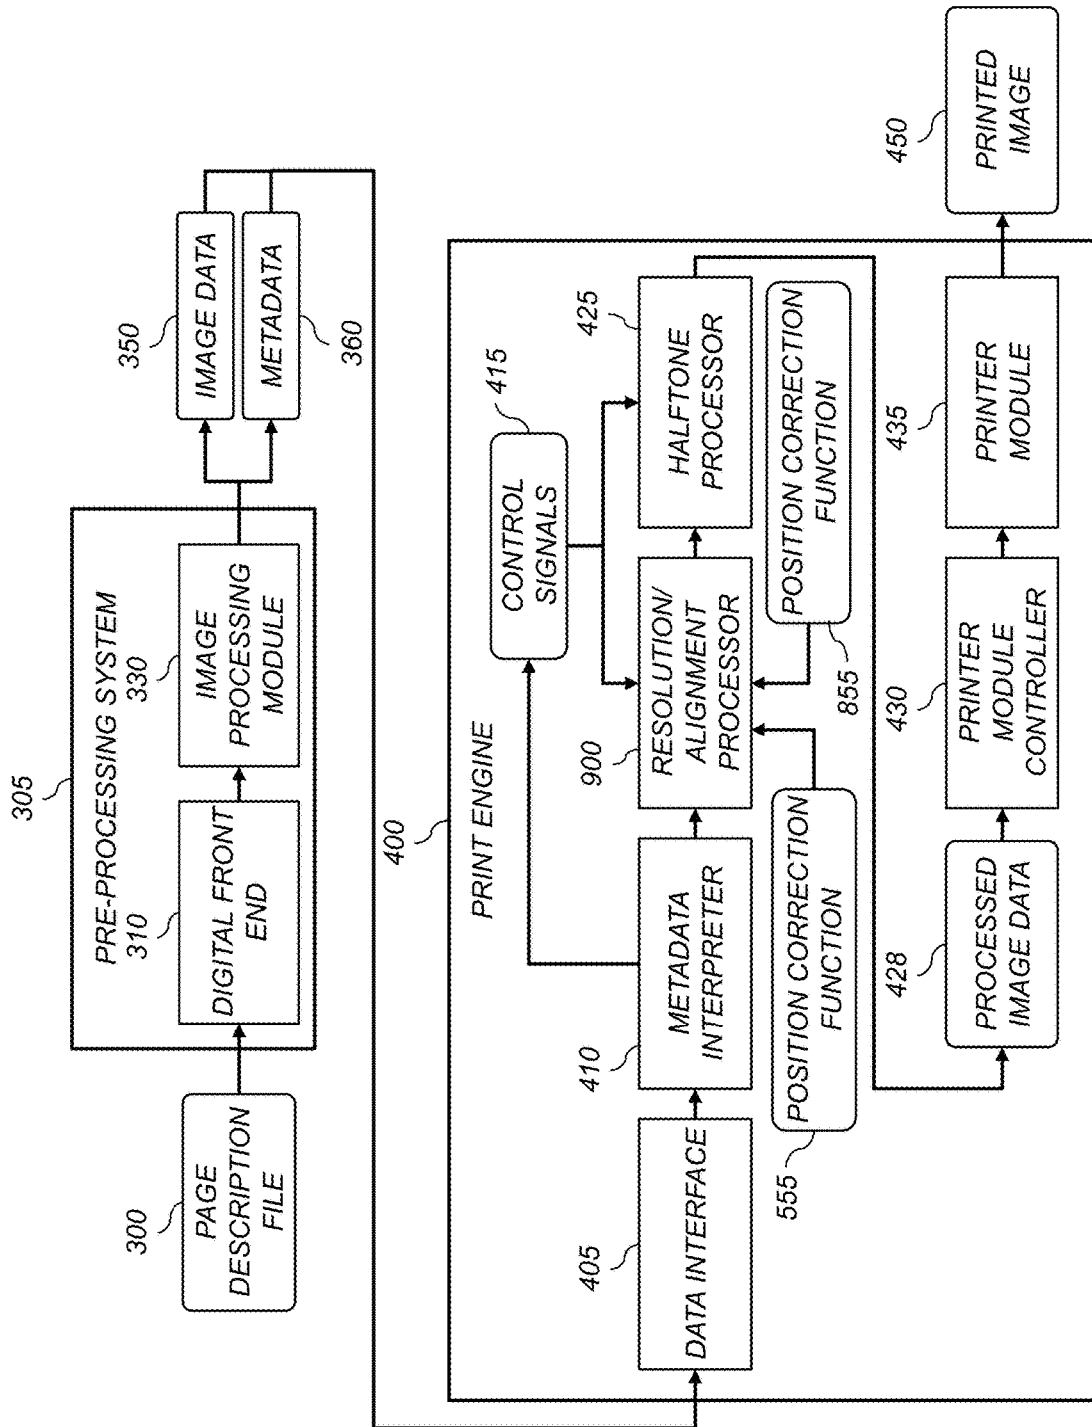 300
PAGE
DESCRIPTION
FILE
305
PRE-PROCESSING SYSTEM
310
DIGITAL FRONT
END
330
IMAGE
PROCESSING
MODULE
350
IMAGE DATA
METADATA
360
400
PRINT ENGINE
405
DATA INTERFACE
410
METADATA
INTERPRETER
415
CONTROL
SIGNALS
900
RESOLUTION/
ALIGNMENT
PROCESSOR
425
HALFTONE
PROCESSOR
555
POSITION CORRECTION
FUNCTION
855
POSITION CORRECTION
FUNCTION
428
PROCESSED
IMAGE DATA
430
PRINTER
MODULE
CONTROLLER
435
PRINTER
MODULE
450
PRINTED
IMAGE